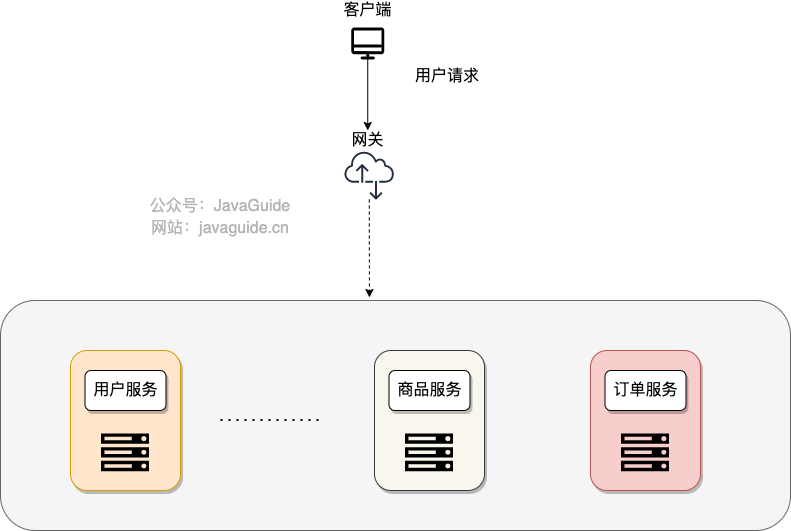 客户端
用户请求
网关
公众号：JavaGuide
网站：javaguide.cn
用户服务
商品服务
订单服务